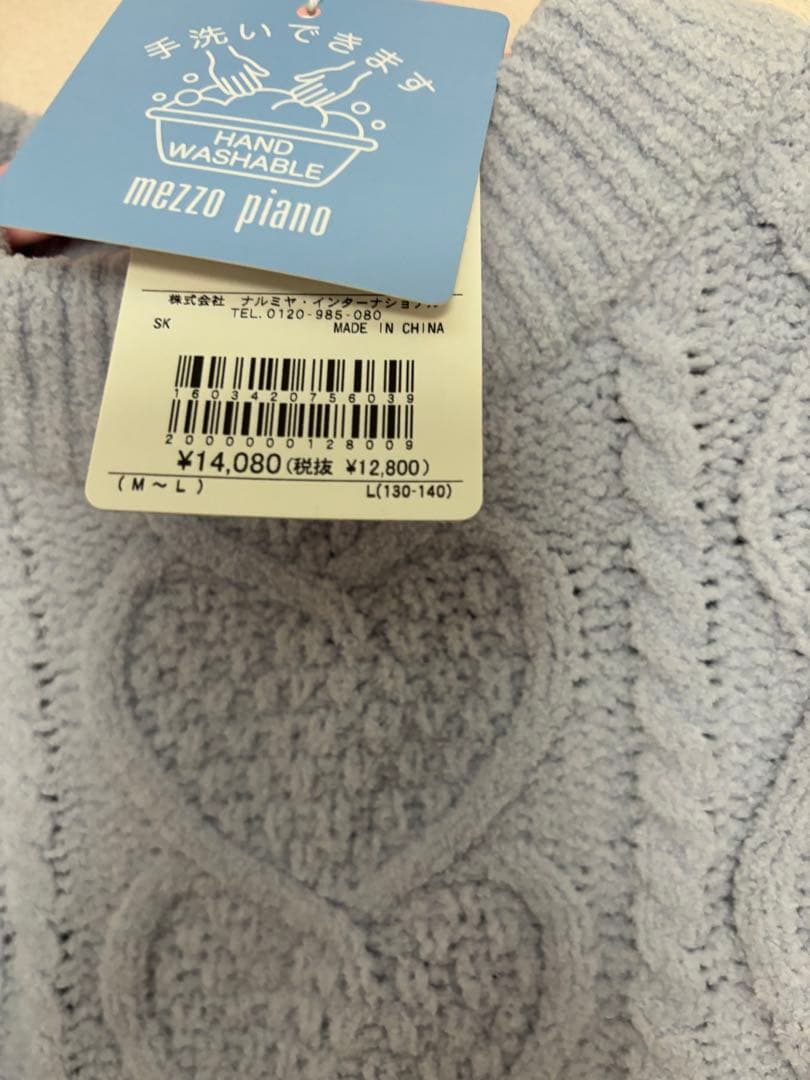 手洗いできます
HAND
WASHABLE
mezzo piano
株式会社 ナルミヤ・インターナショナル
TEL.0120-985-080
SK MADE IN CHINA
1603420756039
2000000128009
¥14,080(税抜 ¥12,800)
(M～L) L(130-140)